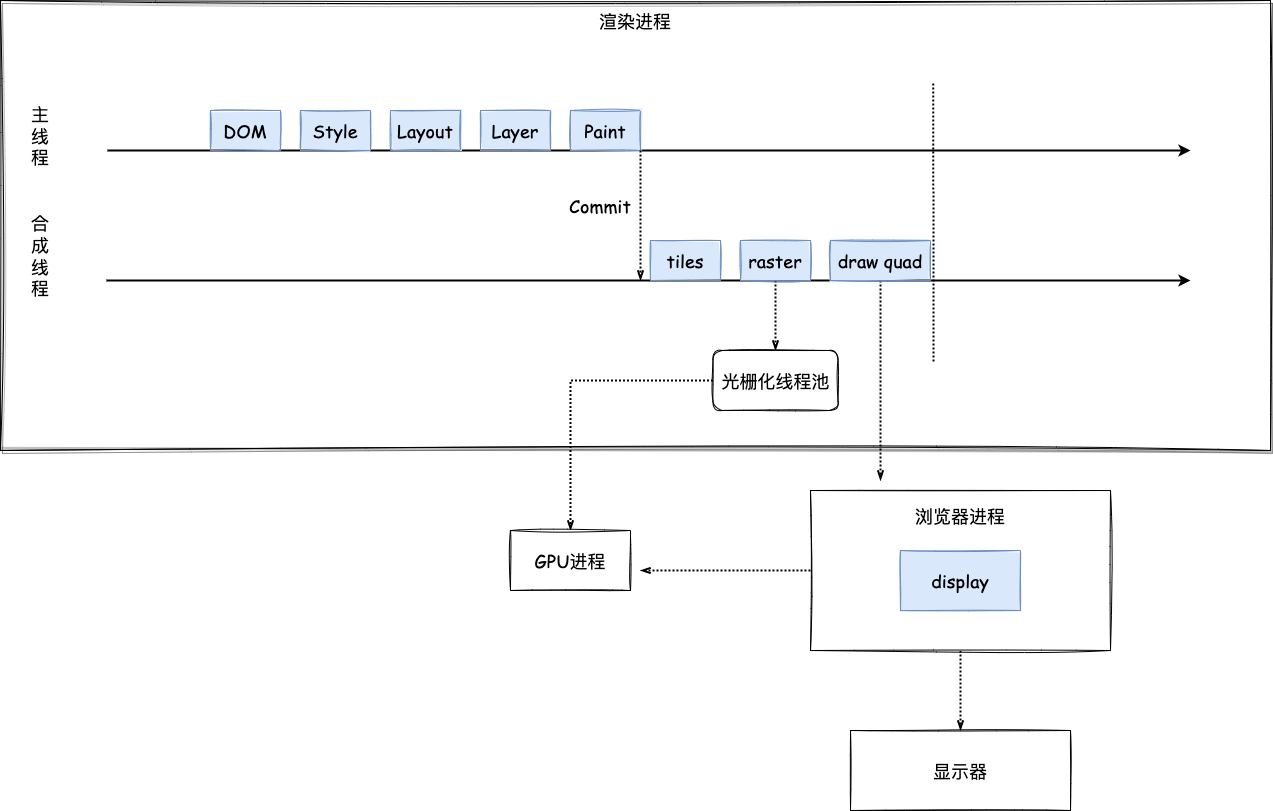 渲染进程
主线程
DOM
Style
Layout
Layer
Paint
Commit
合成线程
tiles
raster
draw quad
光栅化线程池
浏览器进程
GPU进程
display
显示器